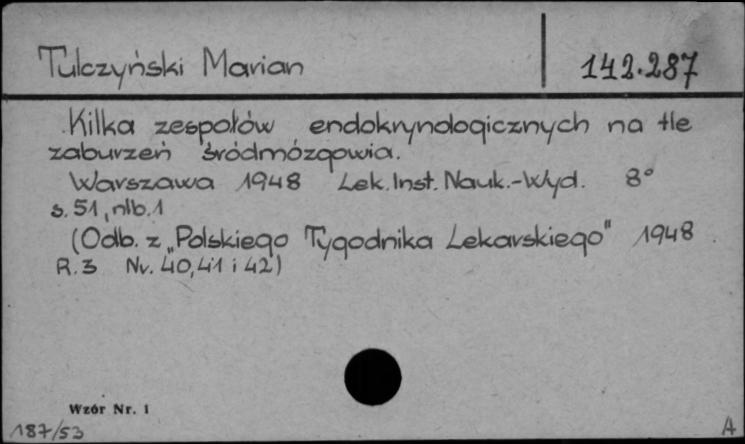 Tulczyński Marian 142.287
Kilka zespołów endokrynologicznych na tle
zaburzeń śródmózgowia.
Warszawa 1948 Lek. Inst. Nauk.-Wyd. 8°
s. 51, nlb. 1
(Odb. z „Polskiego Tygodnika Lekarskiego" 1948
R. 3 Nr. 40, 41 i 42)
Wzór Nr. 1
187/53 A